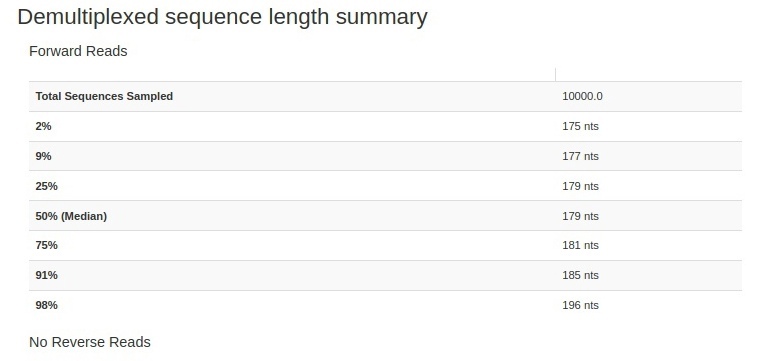 Demultiplexed sequence length summary
Forward Reads
Total Sequences Sampled 10000.0
2% 175 nts
9% 177 nts
25% 179 nts
50% (Median) 179 nts
75% 181 nts
91% 185 nts
98% 196 nts
No Reverse Reads